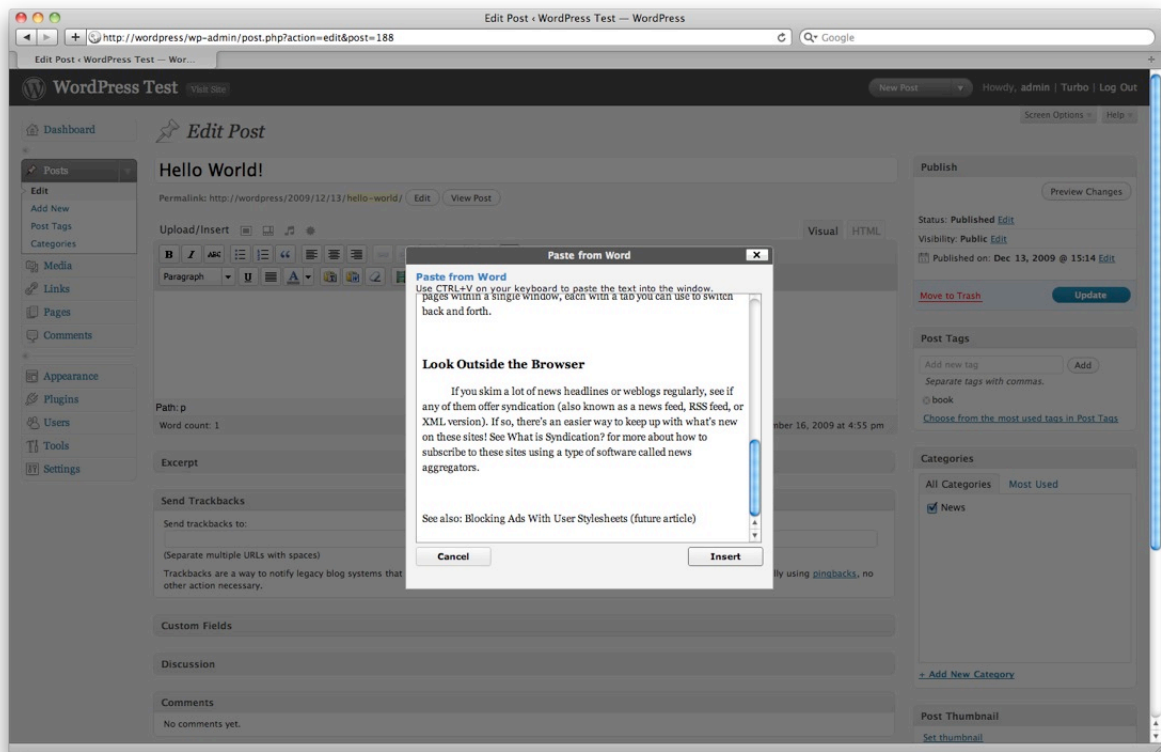 Edit Post ‹ WordPress Test — WordPress
http://wordpress/wp-admin/post.php?action=edit&post=188
Google
Edit Post ‹ WordPress Test — Wor...
WordPress Test
Visit Site
New Post
Howdy, admin | Turbo | Log Out
Screen Options
Help
Dashboard
Posts
Edit
Add New
Post Tags
Categories
Media
Links
Pages
Comments
Appearance
Plugins
Users
Tools
Settings
Edit Post
Hello World!
Permalink: http://wordpress/2009/12/13/hello-world/ Edit View Post
Upload/Insert
Visual HTML
B I ABC
Paragraph U A
Path: p
Word count: 1
mber 16, 2009 at 4:55 pm
Paste from Word
Paste from Word
Use CTRL+V on your keyboard to paste the text into the window.
pages within a single window, each with a tab you can use to switch
back and forth.
Look Outside the Browser
If you skim a lot of news headlines or weblogs regularly, see if
any of them offer syndication (also known as a news feed, RSS feed, or
XML version). If so, there's an easier way to keep up with what's new
on these sites! See What is Syndication? for more about how to
subscribe to these sites using a type of software called news
aggregators.
See also: Blocking Ads With User Stylesheets (future article)
Cancel
Insert
Excerpt
Send Trackbacks
Send trackbacks to:
(Separate multiple URLs with spaces)
Trackbacks are a way to notify legacy blog systems that
lly using pingbacks, no
other action necessary.
Custom Fields
Discussion
Comments
No comments yet.
Publish
Preview Changes
Status: Published Edit
Visibility: Public Edit
Published on: Dec 13, 2009 @ 15:14 Edit
Move to Trash
Update
Post Tags
Add new tag
Add
Separate tags with commas.
book
Choose from the most used tags in Post Tags
Categories
All Categories
Most Used
News
+ Add New Category
Post Thumbnail
Set thumbnail